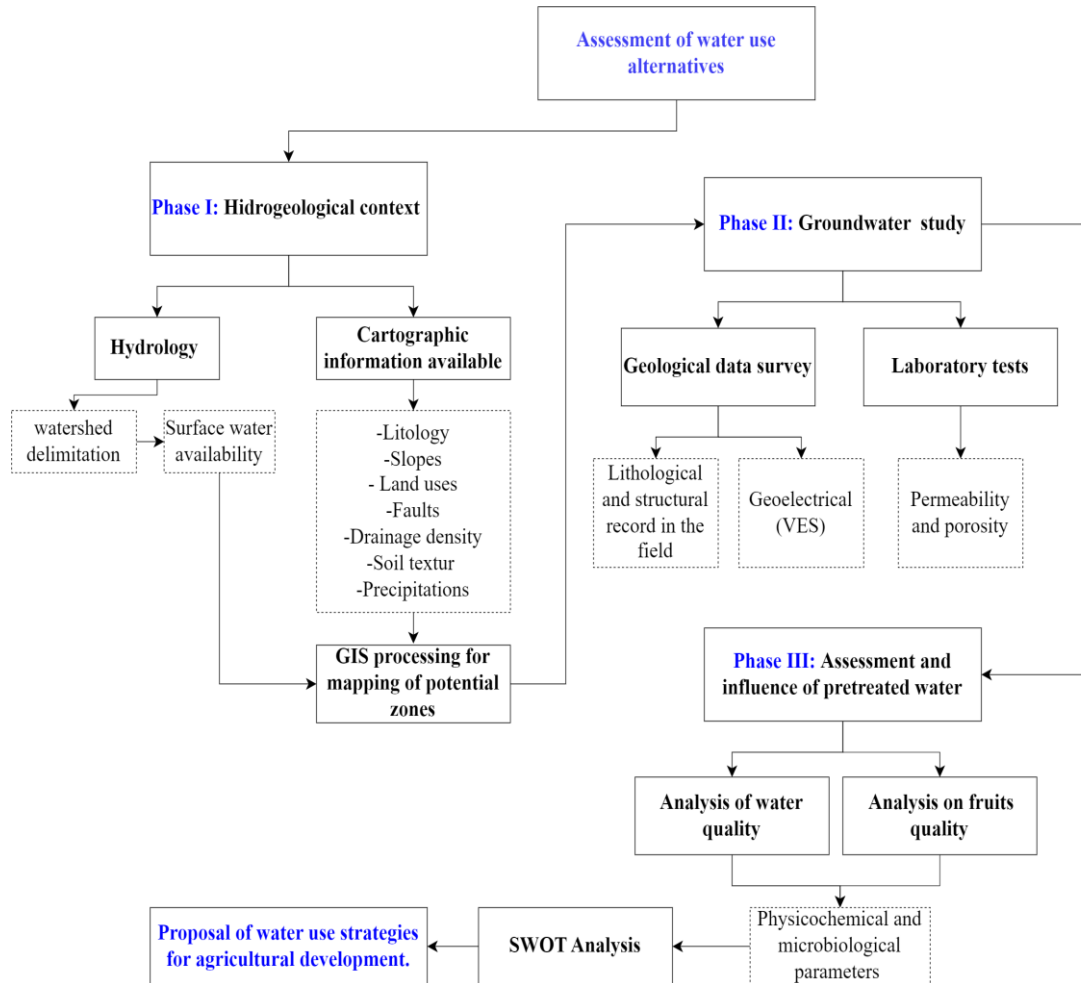 Assessment of water use
alternatives
Phase I: Hidrogeological context
Hydrology
watershed
delimitation
Surface water
availability
Cartographic
information available
-Litology
-Slopes
- Land uses
-Faults
-Drainage density
-Soil textur
-Precipitations
GIS processing for
mapping of potential
zones
Phase II: Groundwater study
Geological data survey
Laboratory tests
Lithological and
structural
record in the
field
Geoelectrical
(VES)
Permeability
and porosity
Phase III: Assessment and
influence of pretreated water
Analysis of water
quality
Analysis on fruits
quality
Physicochemical and
microbiological
parameters
SWOT Analysis
Proposal of water use strategies
for agricultural development.